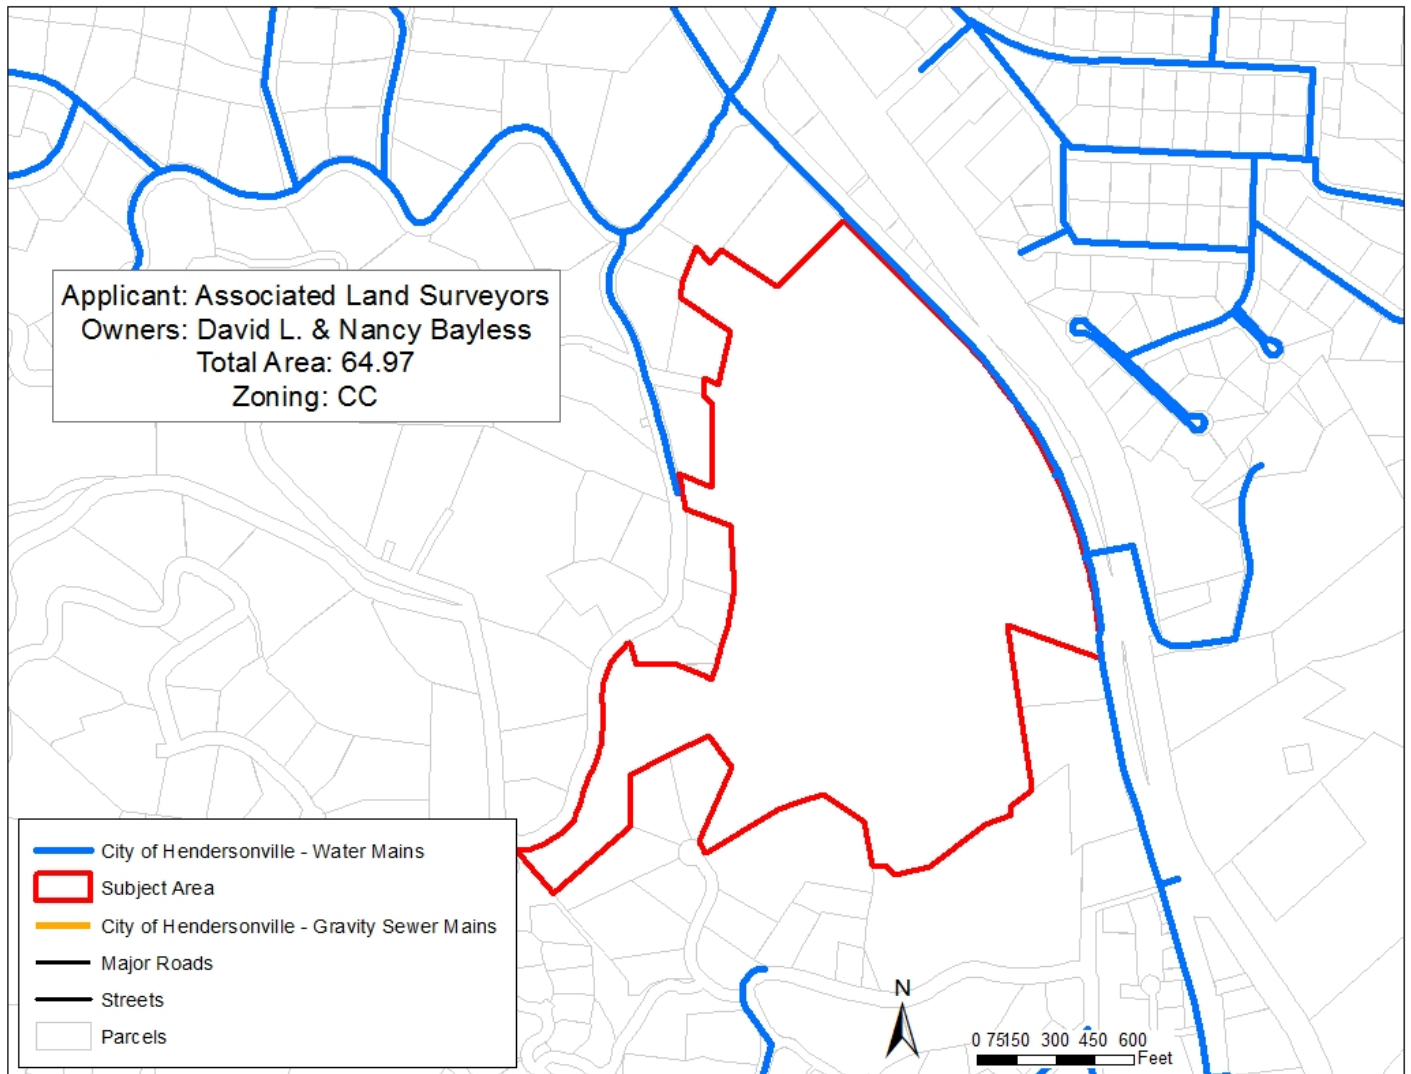 Applicant: Associated Land Surveyors
Owners: David L. & Nancy Bayless
Total Area: 64.97
Zoning: CC
City of Hendersonville - Water Mains
Subject Area
City of Hendersonville - Gravity Sewer Mains
Major Roads
Streets
Parcels
N
0 75150 300 450 600
Feet